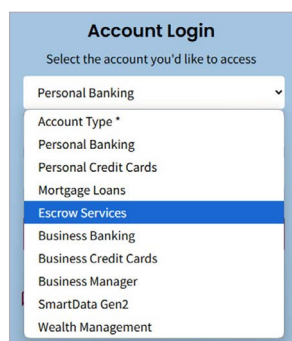 Account Login
Select the account you'd like to access
Personal Banking
Account Type *
Personal Banking
Personal Credit Cards
Mortgage Loans
Escrow Services
Business Banking
Business Credit Cards
Business Manager
SmartData Gen2
Wealth Management